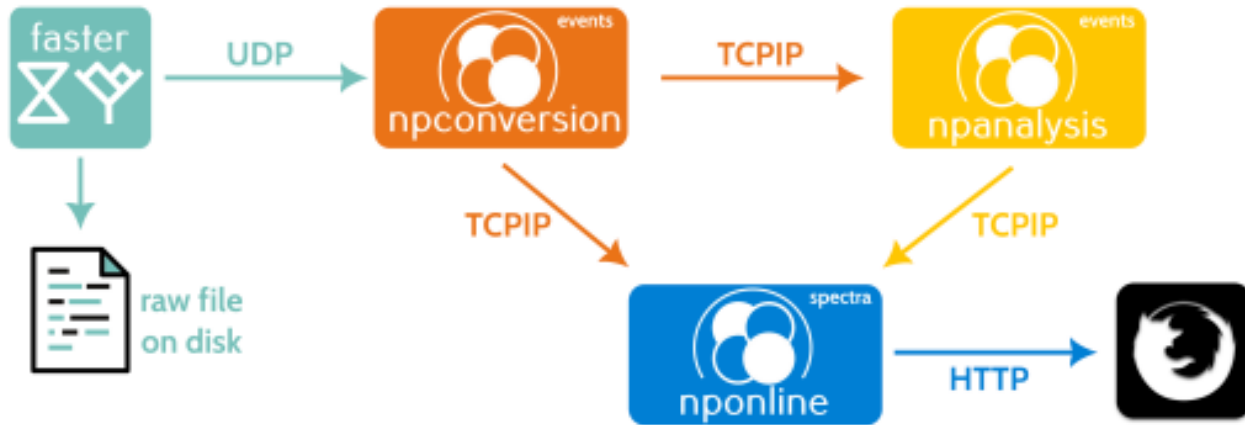 faster
UDP
events
npconversion
TCPIP
events
npanalysis
TCPIP
TCPIP
raw file
on disk
spectra
nponline
HTTP